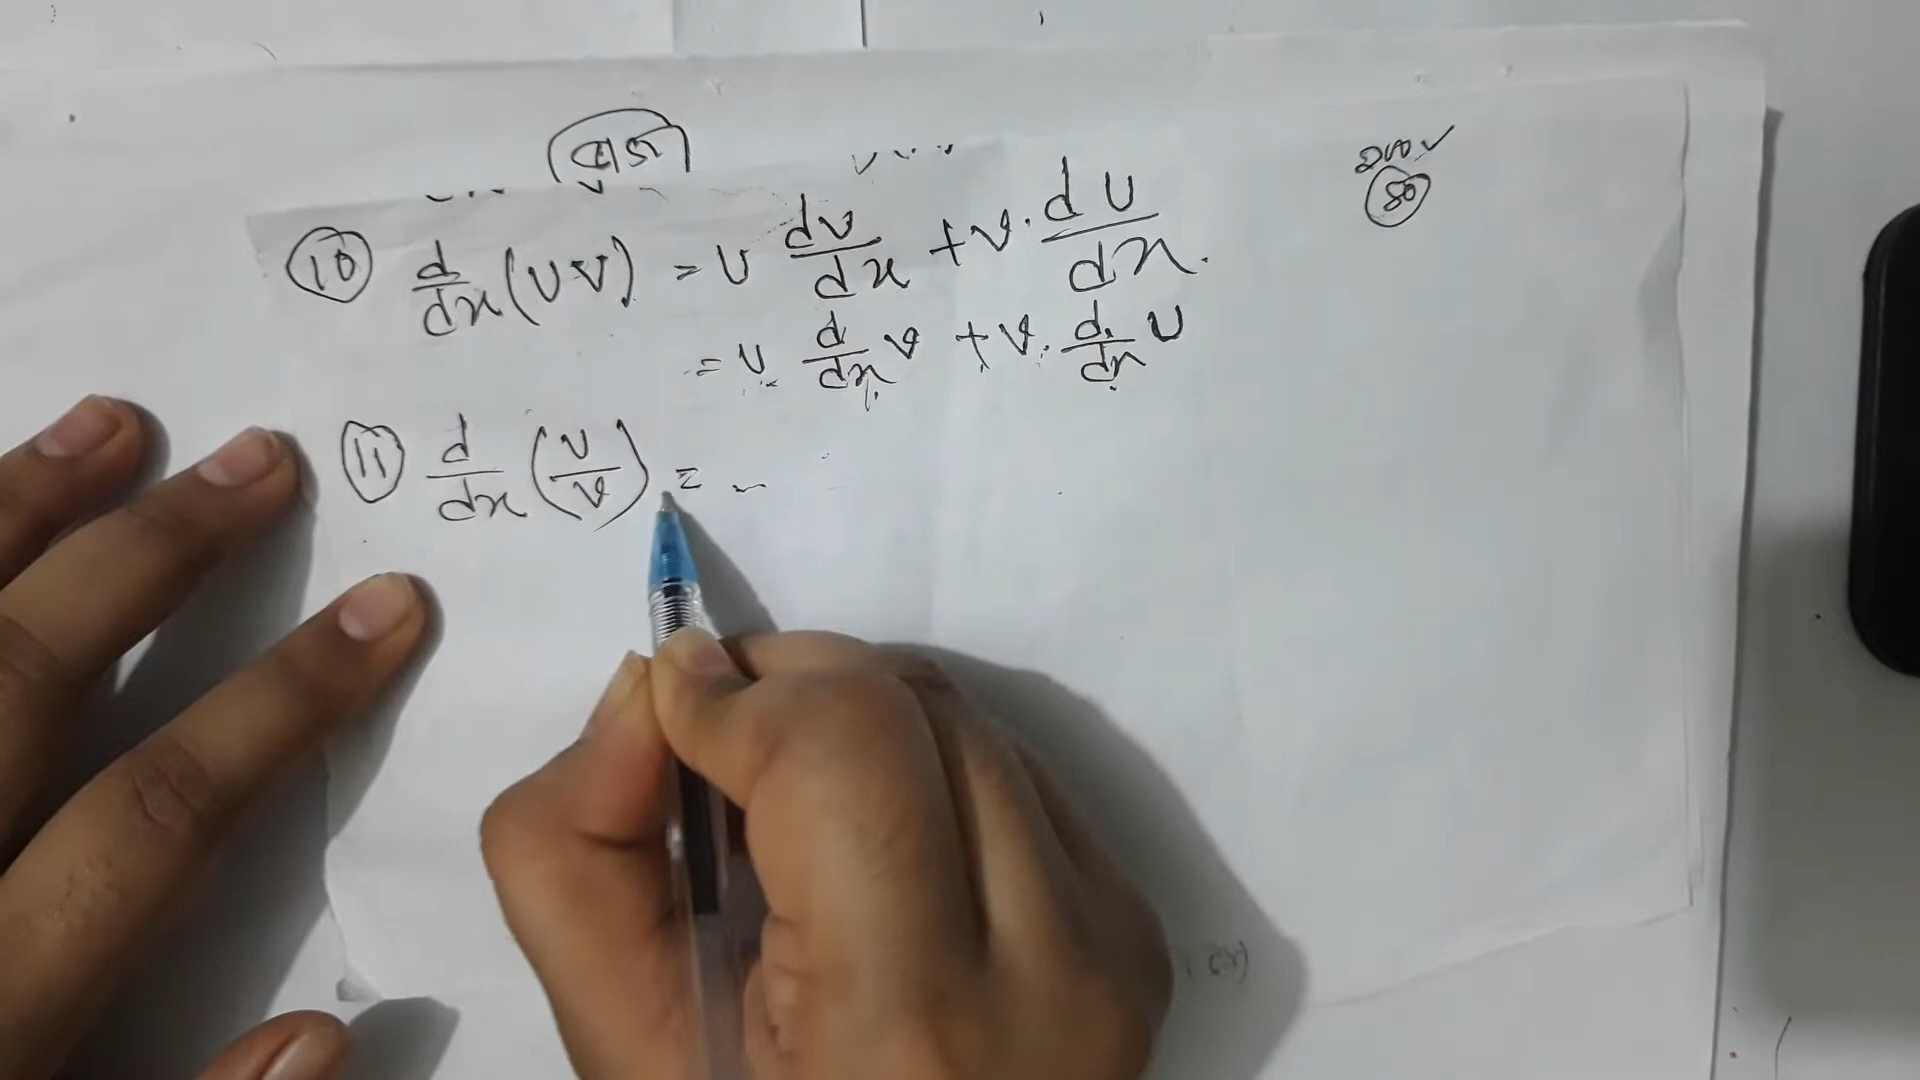 ⑩ d/dx (UV) = U dv/dx + v. dU/dx.
= U d/dx v + v. d/dx U
⑪ d/dx (U/v) =
80